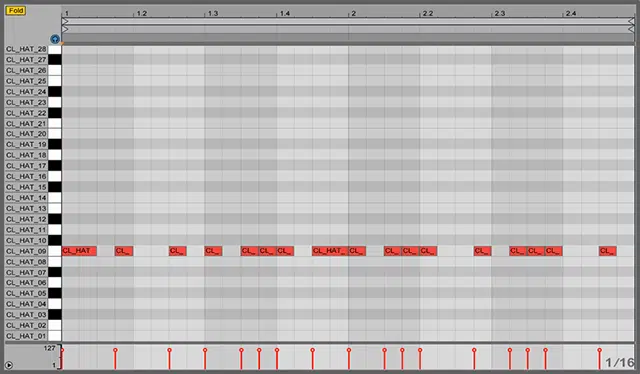 Fold
1 1.2 1.3 1.4 2 2.2 2.3 2.4
CL_HAT_28
CL_HAT_27
CL_HAT_26
CL_HAT_25
CL_HAT_24
CL_HAT_23
CL_HAT_22
CL_HAT_21
CL_HAT_20
CL_HAT_19
CL_HAT_18
CL_HAT_17
CL_HAT_16
CL_HAT_15
CL_HAT_14
CL_HAT_13
CL_HAT_12
CL_HAT_11
CL_HAT_10
CL_HAT_09 CL_HAT CL_ CL_ CL_ CL_ CL_ CL_ CL_HAT_ CL_ CL_ CL_ CL_ CL_ CL_ CL_ CL_ CL_
CL_HAT_08
CL_HAT_07
CL_HAT_06
CL_HAT_05
CL_HAT_04
CL_HAT_03
CL_HAT_02
CL_HAT_01
127
1
1/16